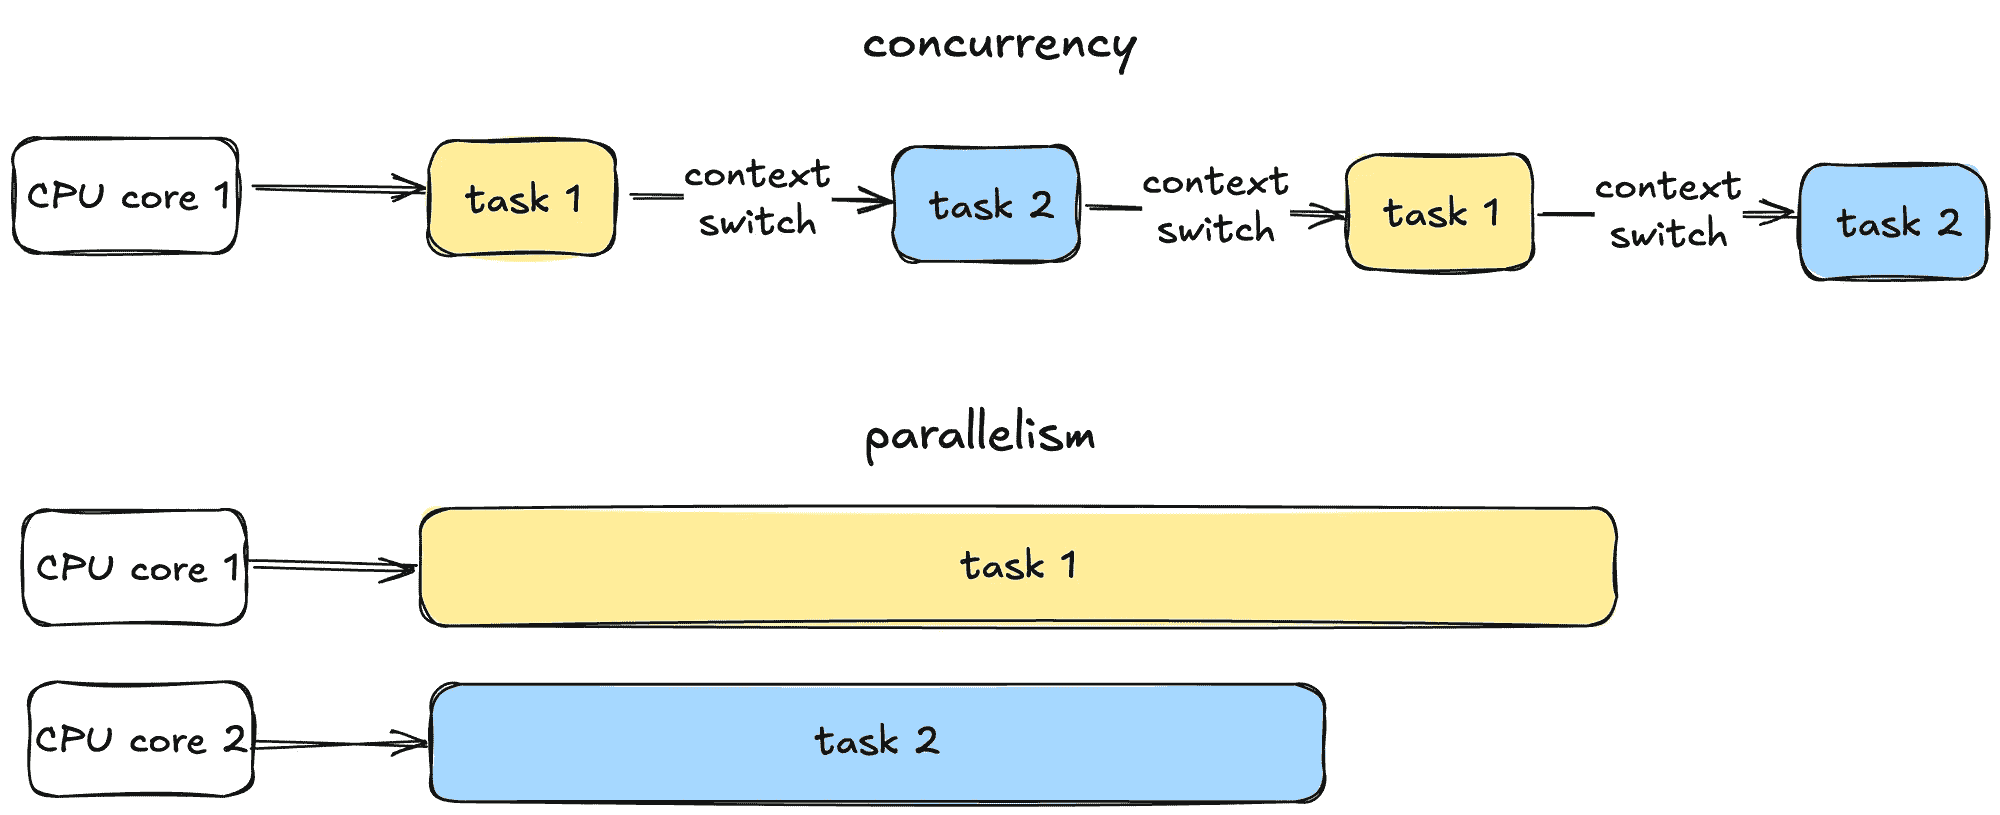 concurrency
CPU core 1
task 1
context
switch
task 2
context
switch
task 1
context
switch
task 2
parallelism
CPU core 1
task 1
CPU core 2
task 2